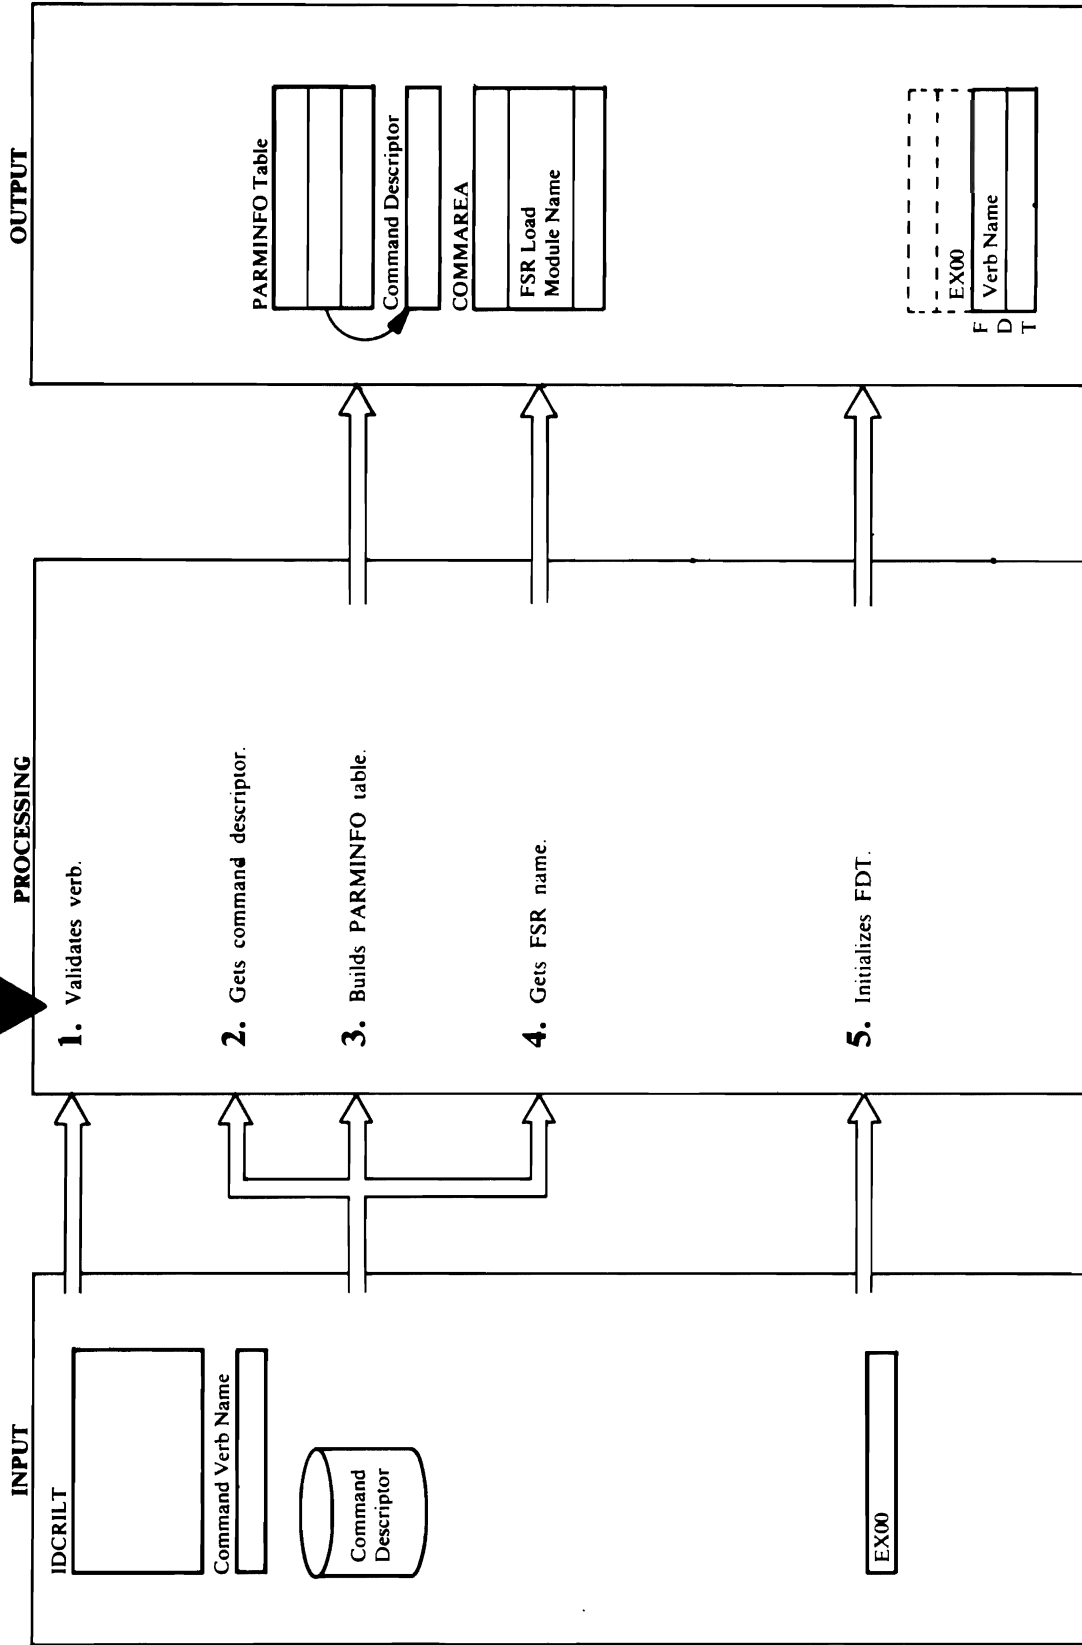 INPUT
IDCRILT
Command Verb Name
Command
Descriptor
EX00
PROCESSING
1. Validates verb.
2. Gets command descriptor.
3. Builds PARMINFO table.
4. Gets FSR name.
5. Initializes FDT.
OUTPUT
PARMINFO Table
Command Descriptor
COMMAREA
FSR Load
Module Name
EX00
F
Verb Name
D
T